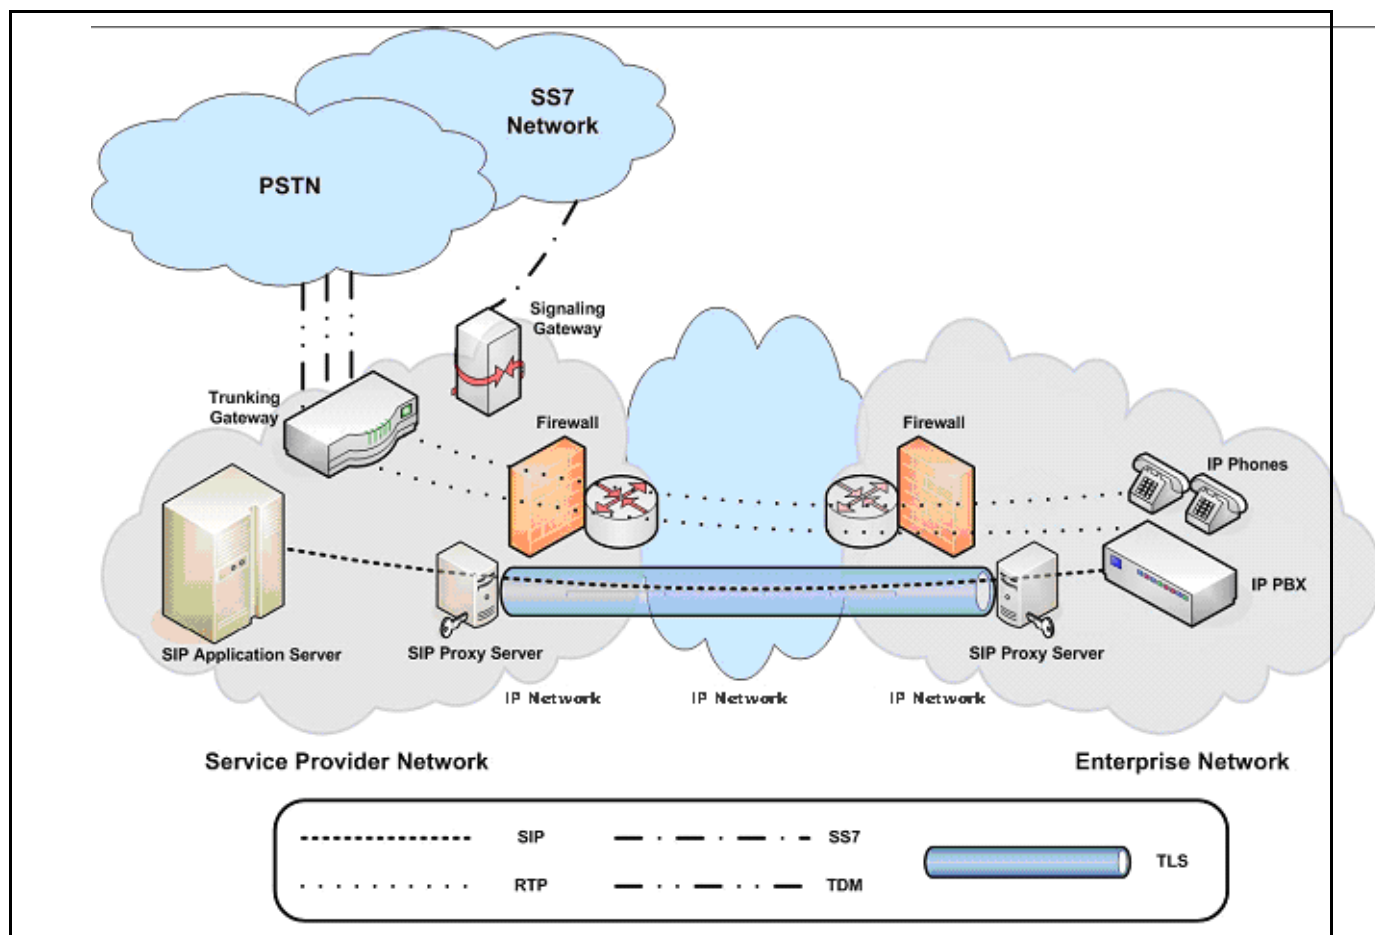 SS7
Network
PSTN
Signaling
Gateway
Trunking
Gateway
Firewall
Firewall
IP Phones
IP PBX
SIP Application Server
SIP Proxy Server
SIP Proxy Server
IP Network
IP Network
IP Network
Service Provider Network
Enterprise Network
SIP
SS7
TLS
RTP
TDM